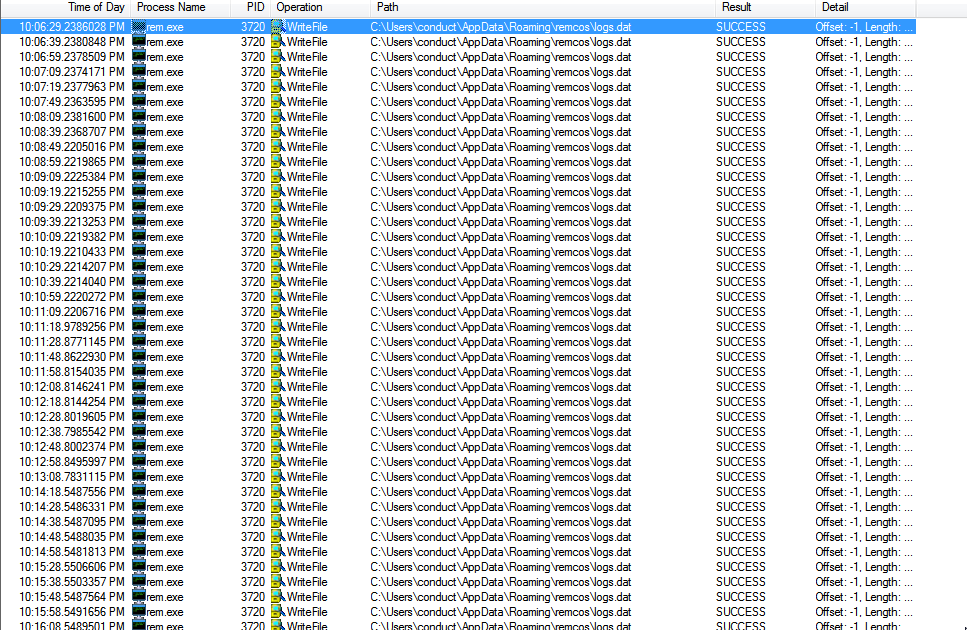 Time of Day Process Name PID Operation Path Result Detail
10:06:29.2386028 PM rem.exe 3720 WriteFile C:\Users\conduct\AppData\Roaming\remcos\logs.dat SUCCESS Offset: -1, Length: ...
10:06:39.2380848 PM rem.exe 3720 WriteFile C:\Users\conduct\AppData\Roaming\remcos\logs.dat SUCCESS Offset: -1, Length: ...
10:06:59.2378509 PM rem.exe 3720 WriteFile C:\Users\conduct\AppData\Roaming\remcos\logs.dat SUCCESS Offset: -1, Length: ...
10:07:09.2374171 PM rem.exe 3720 WriteFile C:\Users\conduct\AppData\Roaming\remcos\logs.dat SUCCESS Offset: -1, Length: ...
10:07:19.2377963 PM rem.exe 3720 WriteFile C:\Users\conduct\AppData\Roaming\remcos\logs.dat SUCCESS Offset: -1, Length: ...
10:07:49.2363595 PM rem.exe 3720 WriteFile C:\Users\conduct\AppData\Roaming\remcos\logs.dat SUCCESS Offset: -1, Length: ...
10:08:09.2381600 PM rem.exe 3720 WriteFile C:\Users\conduct\AppData\Roaming\remcos\logs.dat SUCCESS Offset: -1, Length: ...
10:08:39.2368707 PM rem.exe 3720 WriteFile C:\Users\conduct\AppData\Roaming\remcos\logs.dat SUCCESS Offset: -1, Length: ...
10:08:49.2205016 PM rem.exe 3720 WriteFile C:\Users\conduct\AppData\Roaming\remcos\logs.dat SUCCESS Offset: -1, Length: ...
10:08:59.2219865 PM rem.exe 3720 WriteFile C:\Users\conduct\AppData\Roaming\remcos\logs.dat SUCCESS Offset: -1, Length: ...
10:09:09.2225384 PM rem.exe 3720 WriteFile C:\Users\conduct\AppData\Roaming\remcos\logs.dat SUCCESS Offset: -1, Length: ...
10:09:19.2215255 PM rem.exe 3720 WriteFile C:\Users\conduct\AppData\Roaming\remcos\logs.dat SUCCESS Offset: -1, Length: ...
10:09:29.2209375 PM rem.exe 3720 WriteFile C:\Users\conduct\AppData\Roaming\remcos\logs.dat SUCCESS Offset: -1, Length: ...
10:09:39.2213253 PM rem.exe 3720 WriteFile C:\Users\conduct\AppData\Roaming\remcos\logs.dat SUCCESS Offset: -1, Length: ...
10:10:09.2219382 PM rem.exe 3720 WriteFile C:\Users\conduct\AppData\Roaming\remcos\logs.dat SUCCESS Offset: -1, Length: ...
10:10:19.2210433 PM rem.exe 3720 WriteFile C:\Users\conduct\AppData\Roaming\remcos\logs.dat SUCCESS Offset: -1, Length: ...
10:10:29.2214207 PM rem.exe 3720 WriteFile C:\Users\conduct\AppData\Roaming\remcos\logs.dat SUCCESS Offset: -1, Length: ...
10:10:39.2214040 PM rem.exe 3720 WriteFile C:\Users\conduct\AppData\Roaming\remcos\logs.dat SUCCESS Offset: -1, Length: ...
10:10:59.2220272 PM rem.exe 3720 WriteFile C:\Users\conduct\AppData\Roaming\remcos\logs.dat SUCCESS Offset: -1, Length: ...
10:11:09.2206716 PM rem.exe 3720 WriteFile C:\Users\conduct\AppData\Roaming\remcos\logs.dat SUCCESS Offset: -1, Length: ...
10:11:18.9789256 PM rem.exe 3720 WriteFile C:\Users\conduct\AppData\Roaming\remcos\logs.dat SUCCESS Offset: -1, Length: ...
10:11:28.8771145 PM rem.exe 3720 WriteFile C:\Users\conduct\AppData\Roaming\remcos\logs.dat SUCCESS Offset: -1, Length: ...
10:11:48.8622930 PM rem.exe 3720 WriteFile C:\Users\conduct\AppData\Roaming\remcos\logs.dat SUCCESS Offset: -1, Length: ...
10:11:58.8154035 PM rem.exe 3720 WriteFile C:\Users\conduct\AppData\Roaming\remcos\logs.dat SUCCESS Offset: -1, Length: ...
10:12:08.8146241 PM rem.exe 3720 WriteFile C:\Users\conduct\AppData\Roaming\remcos\logs.dat SUCCESS Offset: -1, Length: ...
10:12:18.8144254 PM rem.exe 3720 WriteFile C:\Users\conduct\AppData\Roaming\remcos\logs.dat SUCCESS Offset: -1, Length: ...
10:12:28.8019605 PM rem.exe 3720 WriteFile C:\Users\conduct\AppData\Roaming\remcos\logs.dat SUCCESS Offset: -1, Length: ...
10:12:38.7985542 PM rem.exe 3720 WriteFile C:\Users\conduct\AppData\Roaming\remcos\logs.dat SUCCESS Offset: -1, Length: ...
10:12:48.8002374 PM rem.exe 3720 WriteFile C:\Users\conduct\AppData\Roaming\remcos\logs.dat SUCCESS Offset: -1, Length: ...
10:12:58.8495997 PM rem.exe 3720 WriteFile C:\Users\conduct\AppData\Roaming\remcos\logs.dat SUCCESS Offset: -1, Length: ...
10:13:08.7831115 PM rem.exe 3720 WriteFile C:\Users\conduct\AppData\Roaming\remcos\logs.dat SUCCESS Offset: -1, Length: ...
10:14:18.5487556 PM rem.exe 3720 WriteFile C:\Users\conduct\AppData\Roaming\remcos\logs.dat SUCCESS Offset: -1, Length: ...
10:14:28.5486331 PM rem.exe 3720 WriteFile C:\Users\conduct\AppData\Roaming\remcos\logs.dat SUCCESS Offset: -1, Length: ...
10:14:38.5487095 PM rem.exe 3720 WriteFile C:\Users\conduct\AppData\Roaming\remcos\logs.dat SUCCESS Offset: -1, Length: ...
10:14:48.5488035 PM rem.exe 3720 WriteFile C:\Users\conduct\AppData\Roaming\remcos\logs.dat SUCCESS Offset: -1, Length: ...
10:14:58.5481813 PM rem.exe 3720 WriteFile C:\Users\conduct\AppData\Roaming\remcos\logs.dat SUCCESS Offset: -1, Length: ...
10:15:28.5506606 PM rem.exe 3720 WriteFile C:\Users\conduct\AppData\Roaming\remcos\logs.dat SUCCESS Offset: -1, Length: ...
10:15:38.5503357 PM rem.exe 3720 WriteFile C:\Users\conduct\AppData\Roaming\remcos\logs.dat SUCCESS Offset: -1, Length: ...
10:15:48.5487564 PM rem.exe 3720 WriteFile C:\Users\conduct\AppData\Roaming\remcos\logs.dat SUCCESS Offset: -1, Length: ...
10:15:58.5491656 PM rem.exe 3720 WriteFile C:\Users\conduct\AppData\Roaming\remcos\logs.dat SUCCESS Offset: -1, Length: ...
10:16:08.5489501 PM rem.exe 3720 WriteFile C:\Users\conduct\AppData\Roaming\remcos\logs.dat SUCCESS Offset: -1, Length: ...